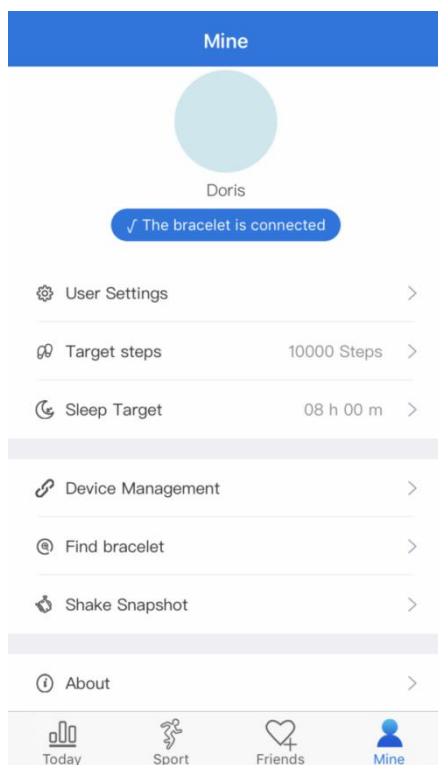 Mine
Doris
√ The bracelet is connected
User Settings
Target steps 10000 Steps
Sleep Target 08 h 00 m
Device Management
Find bracelet
Shake Snapshot
About
Today Sport Friends Mine